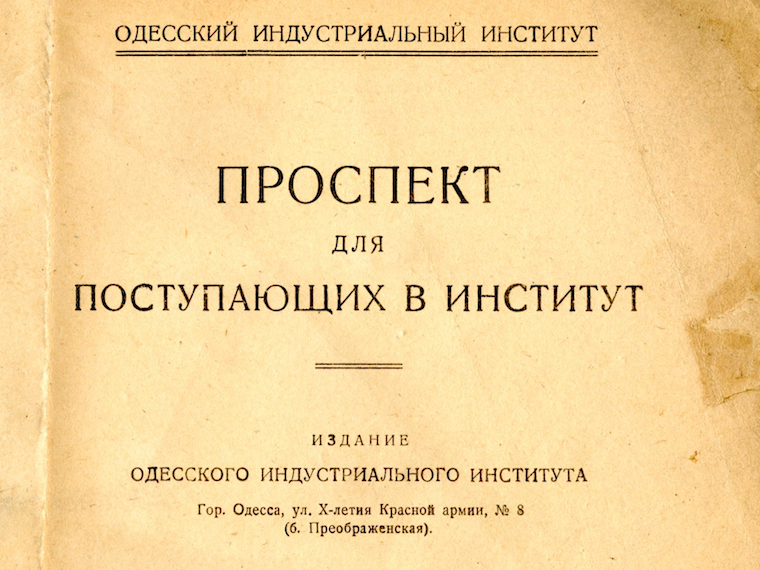 ОДЕССКИЙ ИНДУСТРИАЛЬНЫЙ ИНСТИТУТ
ПРОСПЕКТ
ДЛЯ
ПОСТУПАЮЩИХ В ИНСТИТУТ
ИЗДАНИЕ
ОДЕССКОГО ИНДУСТРИАЛЬНОГО ИНСТИТУТА
Гор. Одесса, ул. X-летия Красной армии, № 8
(б. Преображенская).